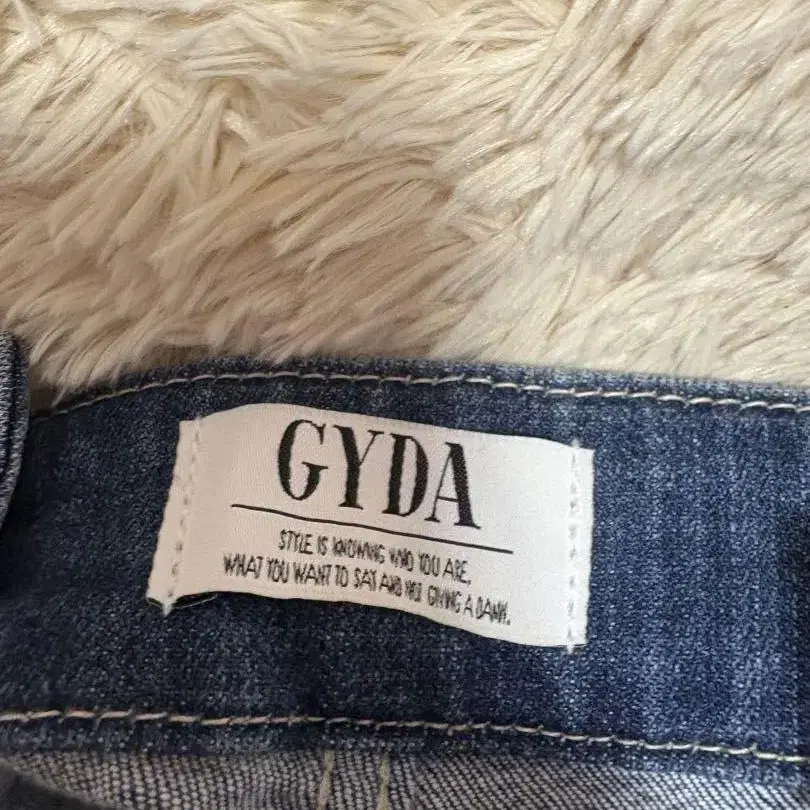 GYDA
STYLE IS KNOWING WHO YOU ARE,
WHAT YOU WANT TO SAY AND NOT GIVING A DAMN.